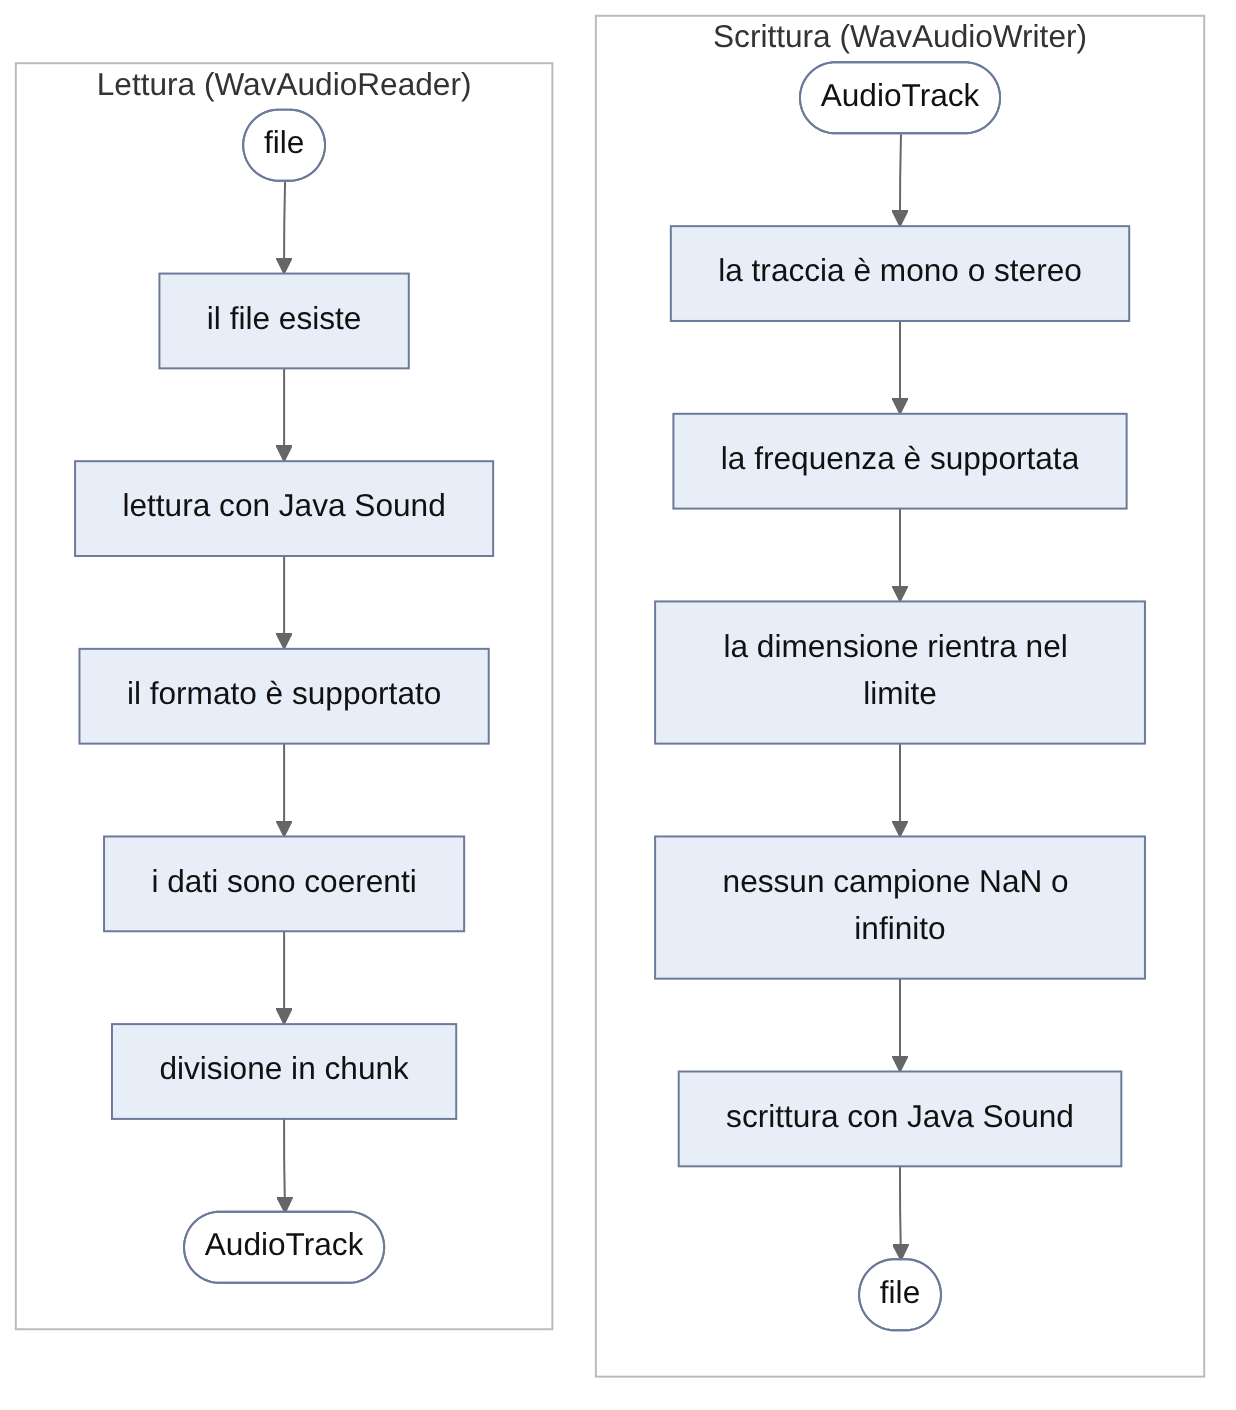 Lettura (WavAudioReader)
file
il file esiste
lettura con Java Sound
il formato è supportato
i dati sono coerenti
divisione in chunk
AudioTrack
Scrittura (WavAudioWriter)
AudioTrack
la traccia è mono o stereo
la frequenza è supportata
la dimensione rientra nel
limite
nessun campione NaN o
infinito
scrittura con Java Sound
file